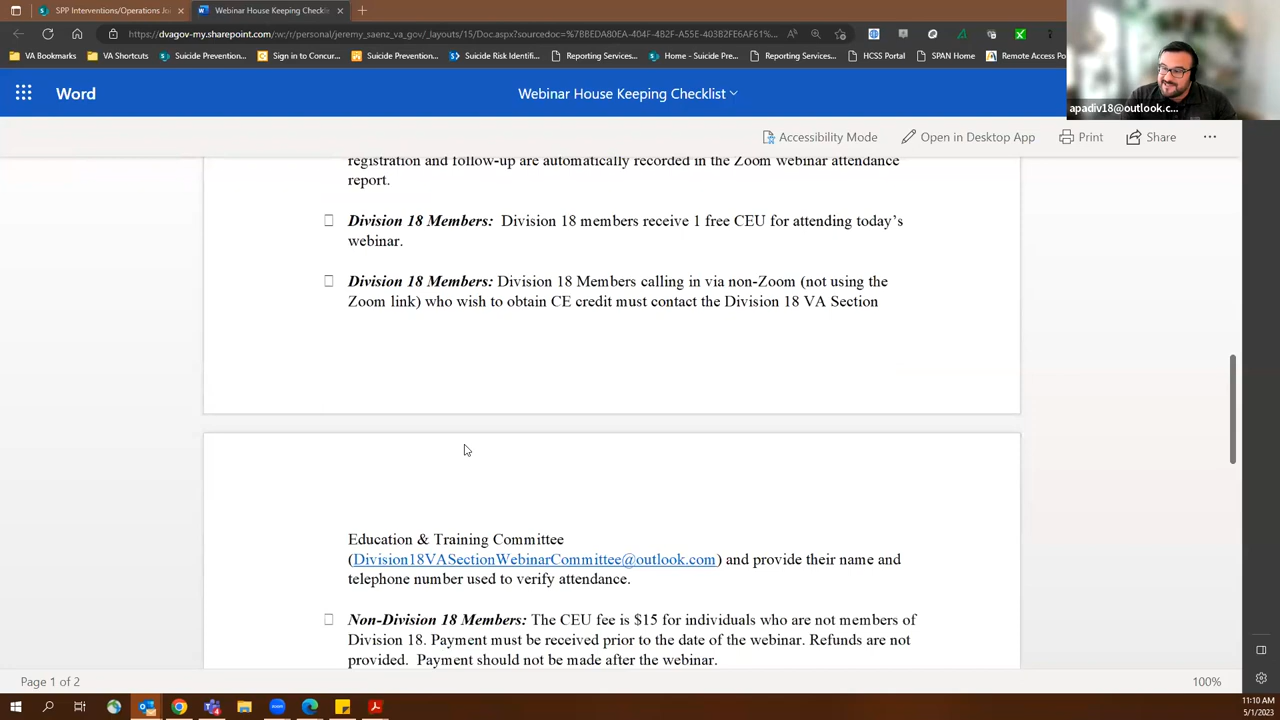 SPP Interventions/Operations Jo
Webinar House Keeping Checkli
https://dvagov-my.sharepoint.com/:w:/r/personal/jeremy_saenz_va_gov/_layouts/15/Doc.aspx?sourcedoc=%7BBEDA80EA-4D4F-4B2F-A55E-403B2FE6AF61%...
VA Bookmarks
VA Shortcuts
Suicide Prevention...
Sign in to Concur...
Suicide Prevention...
Suicide Risk Identifi...
Reporting Services...
Home - Suicide Pre...
Reporting Services...
HCSS Portal
SPAN Home
Remote Access Po
apadiv18@outlook.c...
Word
Webinar House Keeping Checklist
Accessibility Mode
Open in Desktop App
Print
Share
registration and follow-up are automatically recorded in the Zoom webinar attendance
report.
Division 18 Members: Division 18 members receive 1 free CEU for attending today's
webinar.
Division 18 Members: Division 18 Members calling in via non-Zoom (not using the
Zoom link) who wish to obtain CE credit must contact the Division 18 VA Section
Education & Training Committee
(Division18VASectionWebinarCommittee@outlook.com) and provide their name and
telephone number used to verify attendance.
Non-Division 18 Members: The CEU fee is $15 for individuals who are not members of
Division 18. Payment must be received prior to the date of the webinar. Refunds are not
provided. Payment should not be made after the webinar.
Page 1 of 2
100%
11:10 AM
5/1/2023